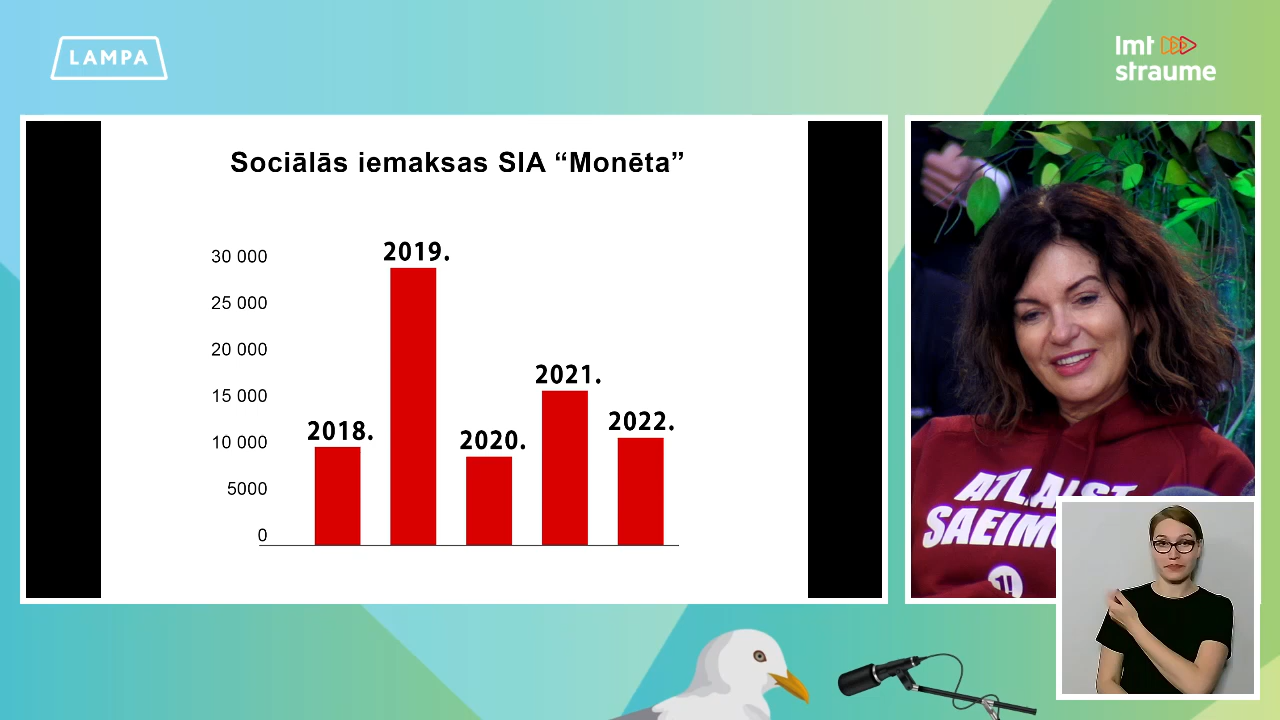 LAMPA
lmt
straume
Sociālās iemaksas SIA “Monēta”
30 000
25 000
20 000
15 000
10 000
5000
0
2018.
2019.
2020.
2021.
2022.
ATLAIST